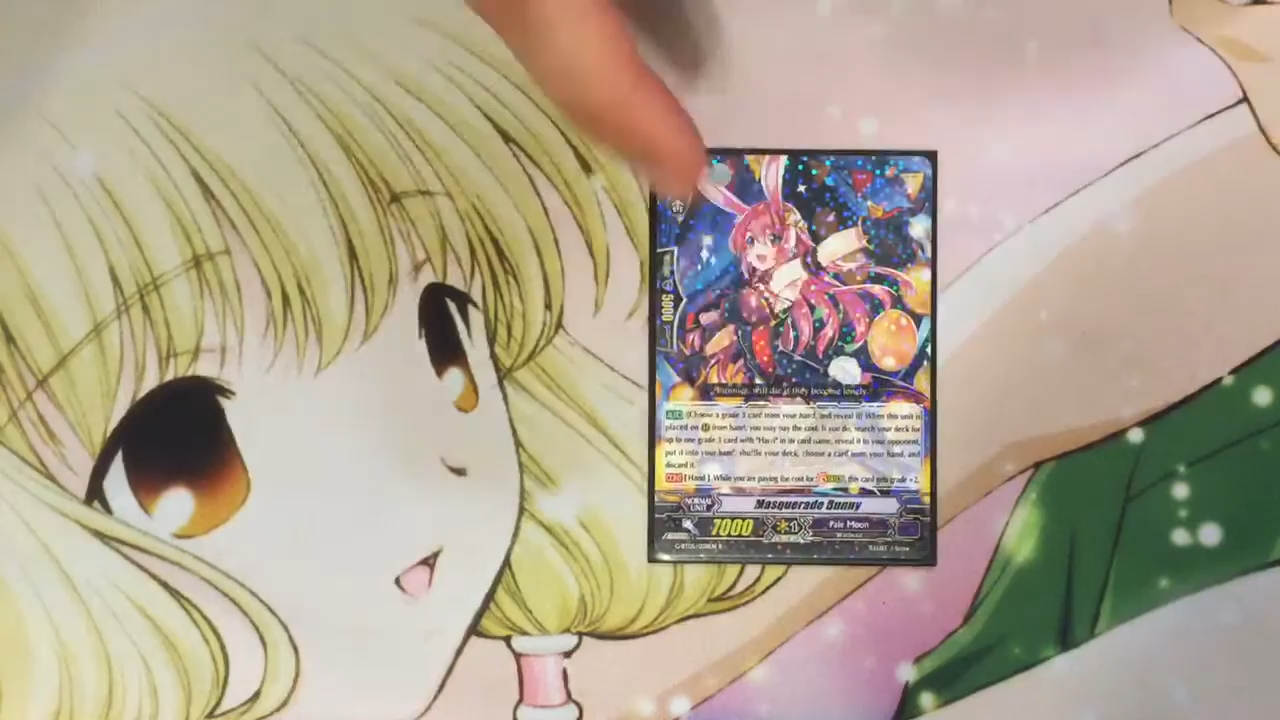 5000
"Bunnies, will die if they become lonely."
AUTO (Choose a grade 3 card from your hand, and reveal it) When this unit is
placed on R from hand, you may pay the cost. If you do, search your deck for
up to one grade 3 card with "Harri" in its card name, reveal it to your opponent,
put it into your hand, shuffle your deck, choose a card from your hand, and
discard it.
CONT [Hand]: While you are paying the cost for, this card gets grade +2.
NORMAL UNIT
Masquerade Bunny
7000 1 Pale Moon
Warbeast
R ILLUST